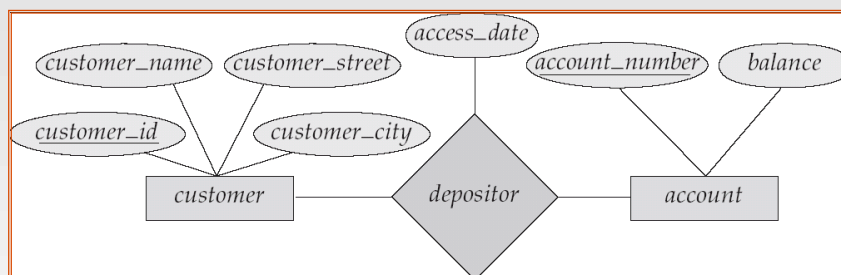 access_date
customer_name
customer_street
account_number
balance
customer_id
customer_city
customer
depositor
account